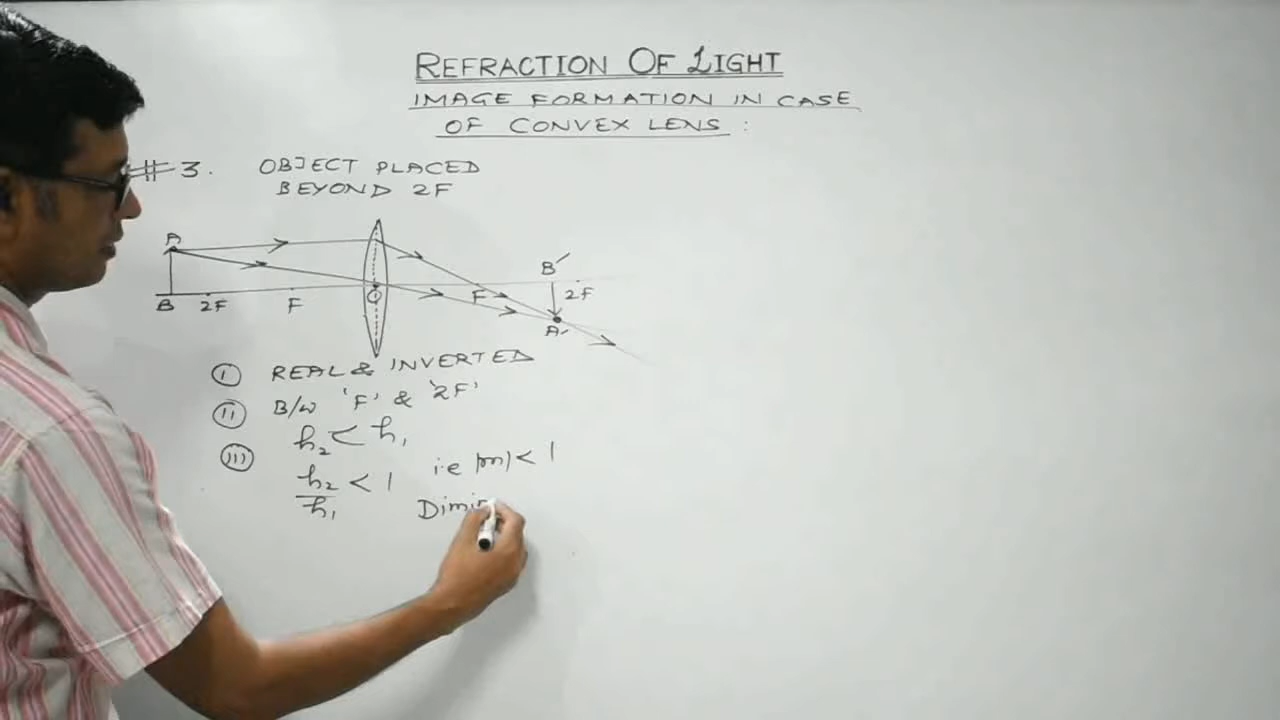 REFRACTION OF LIGHT
IMAGE FORMATION IN CASE
OF CONVEX LENS :
# 3. OBJECT PLACED
BEYOND 2F
A
B 2F F O F B′ 2F
A′
(i) REAL & INVERTED
(ii) B/W 'F' & '2F'
(iii) h₂ < h₁
h₂/h₁ < 1 i.e |m| < 1
Dimin